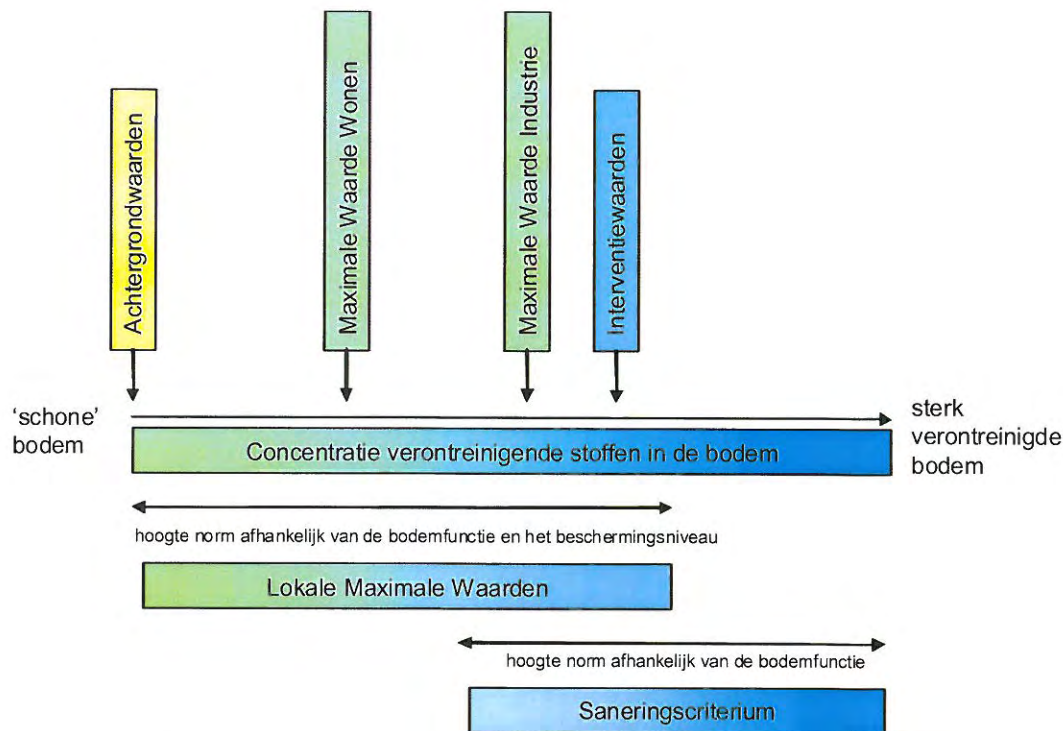 Achtergrondwaarden
Maximale Waarde Wonen
Maximale Waarde Industrie
Interventiewaarden
‘schone’
bodem
sterk
verontreinigde
bodem
Concentratie verontreinigende stoffen in de bodem
hoogte norm afhankelijk van de bodemfunctie en het beschermingsniveau
Lokale Maximale Waarden
hoogte norm afhankelijk van de bodemfunctie
Saneringscriterium